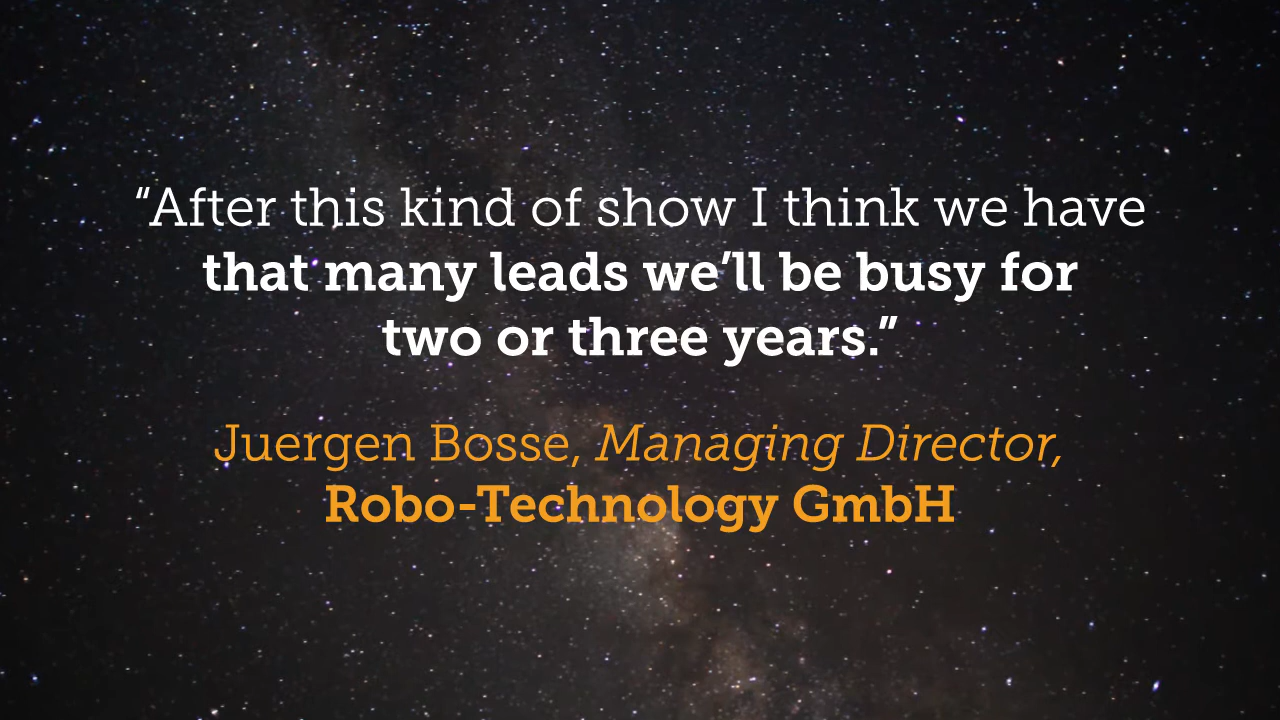 “After this kind of show I think we have
that many leads we’ll be busy for
two or three years.”
Juergen Bosse, Managing Director,
Robo-Technology GmbH